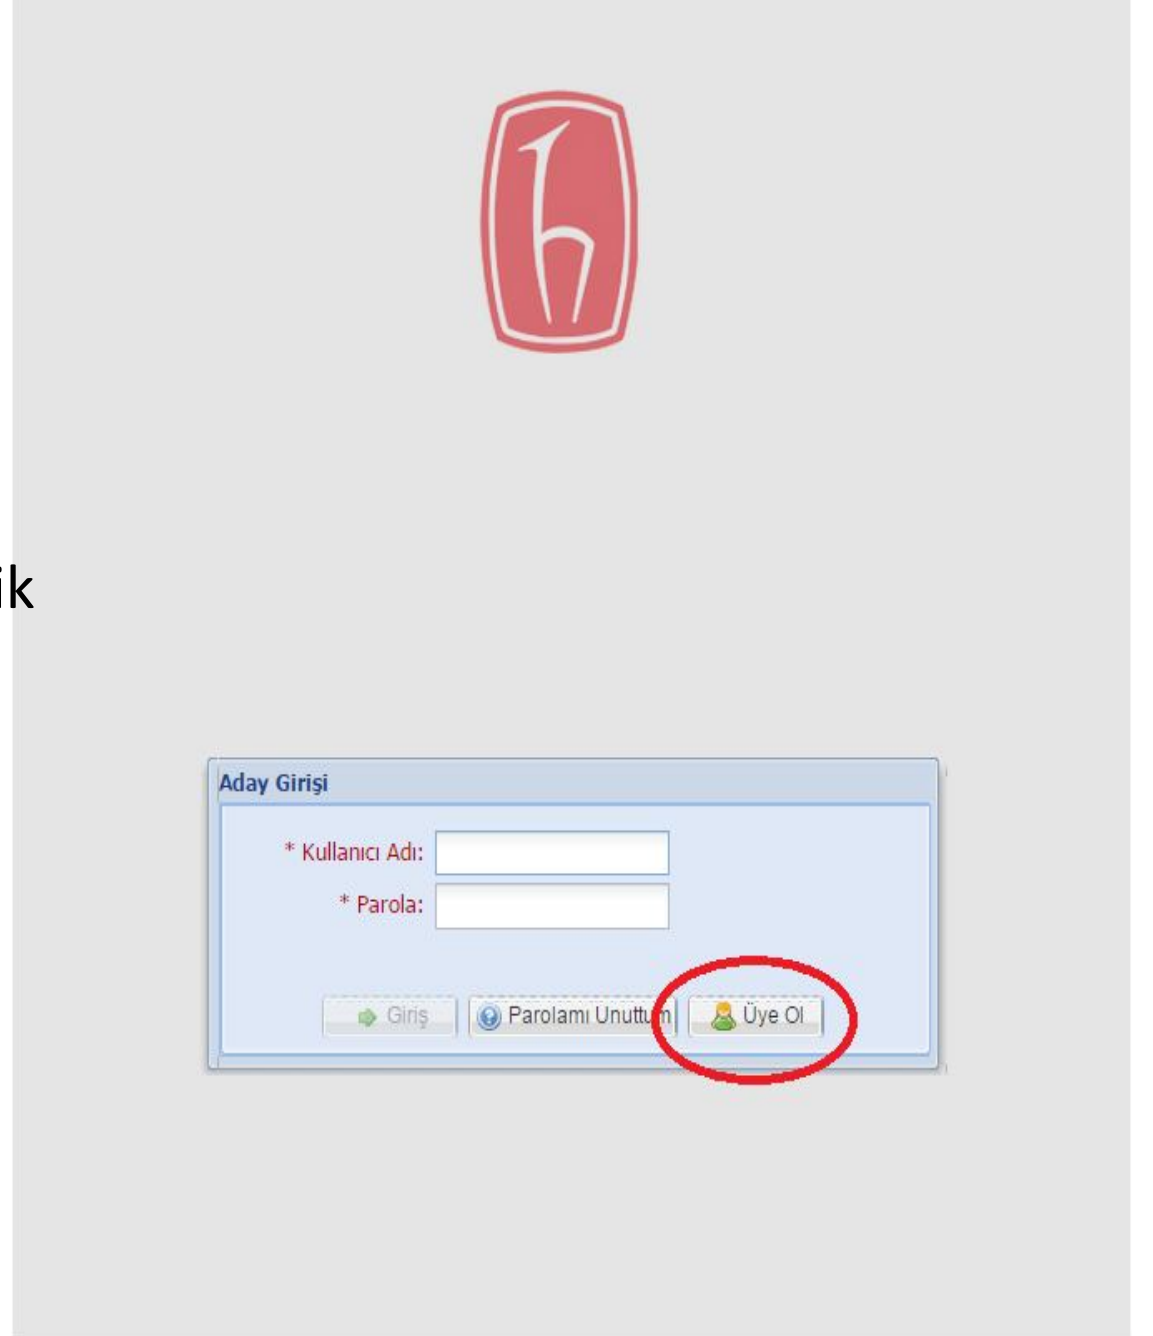 ik
Aday Girişi
* Kullanıcı Adı:
* Parola:
Giriş Parolamı Unuttum Üye Ol